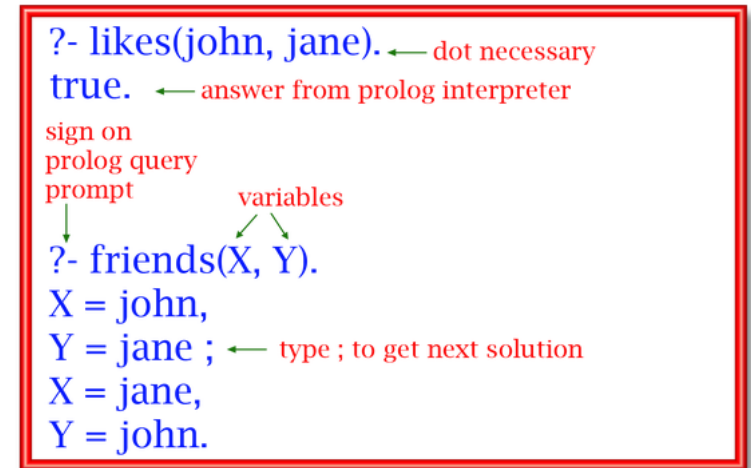 ?- likes(john, jane). dot necessary
true. answer from prolog interpreter
sign on
prolog query
prompt
variables
?- friends(X, Y).
X = john,
Y = jane ; type ; to get next solution
X = jane,
Y = john.